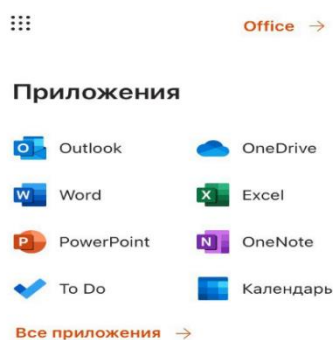 Office →
Приложения
Outlook OneDrive
Word Excel
PowerPoint OneNote
To Do Календарь
Все приложения →